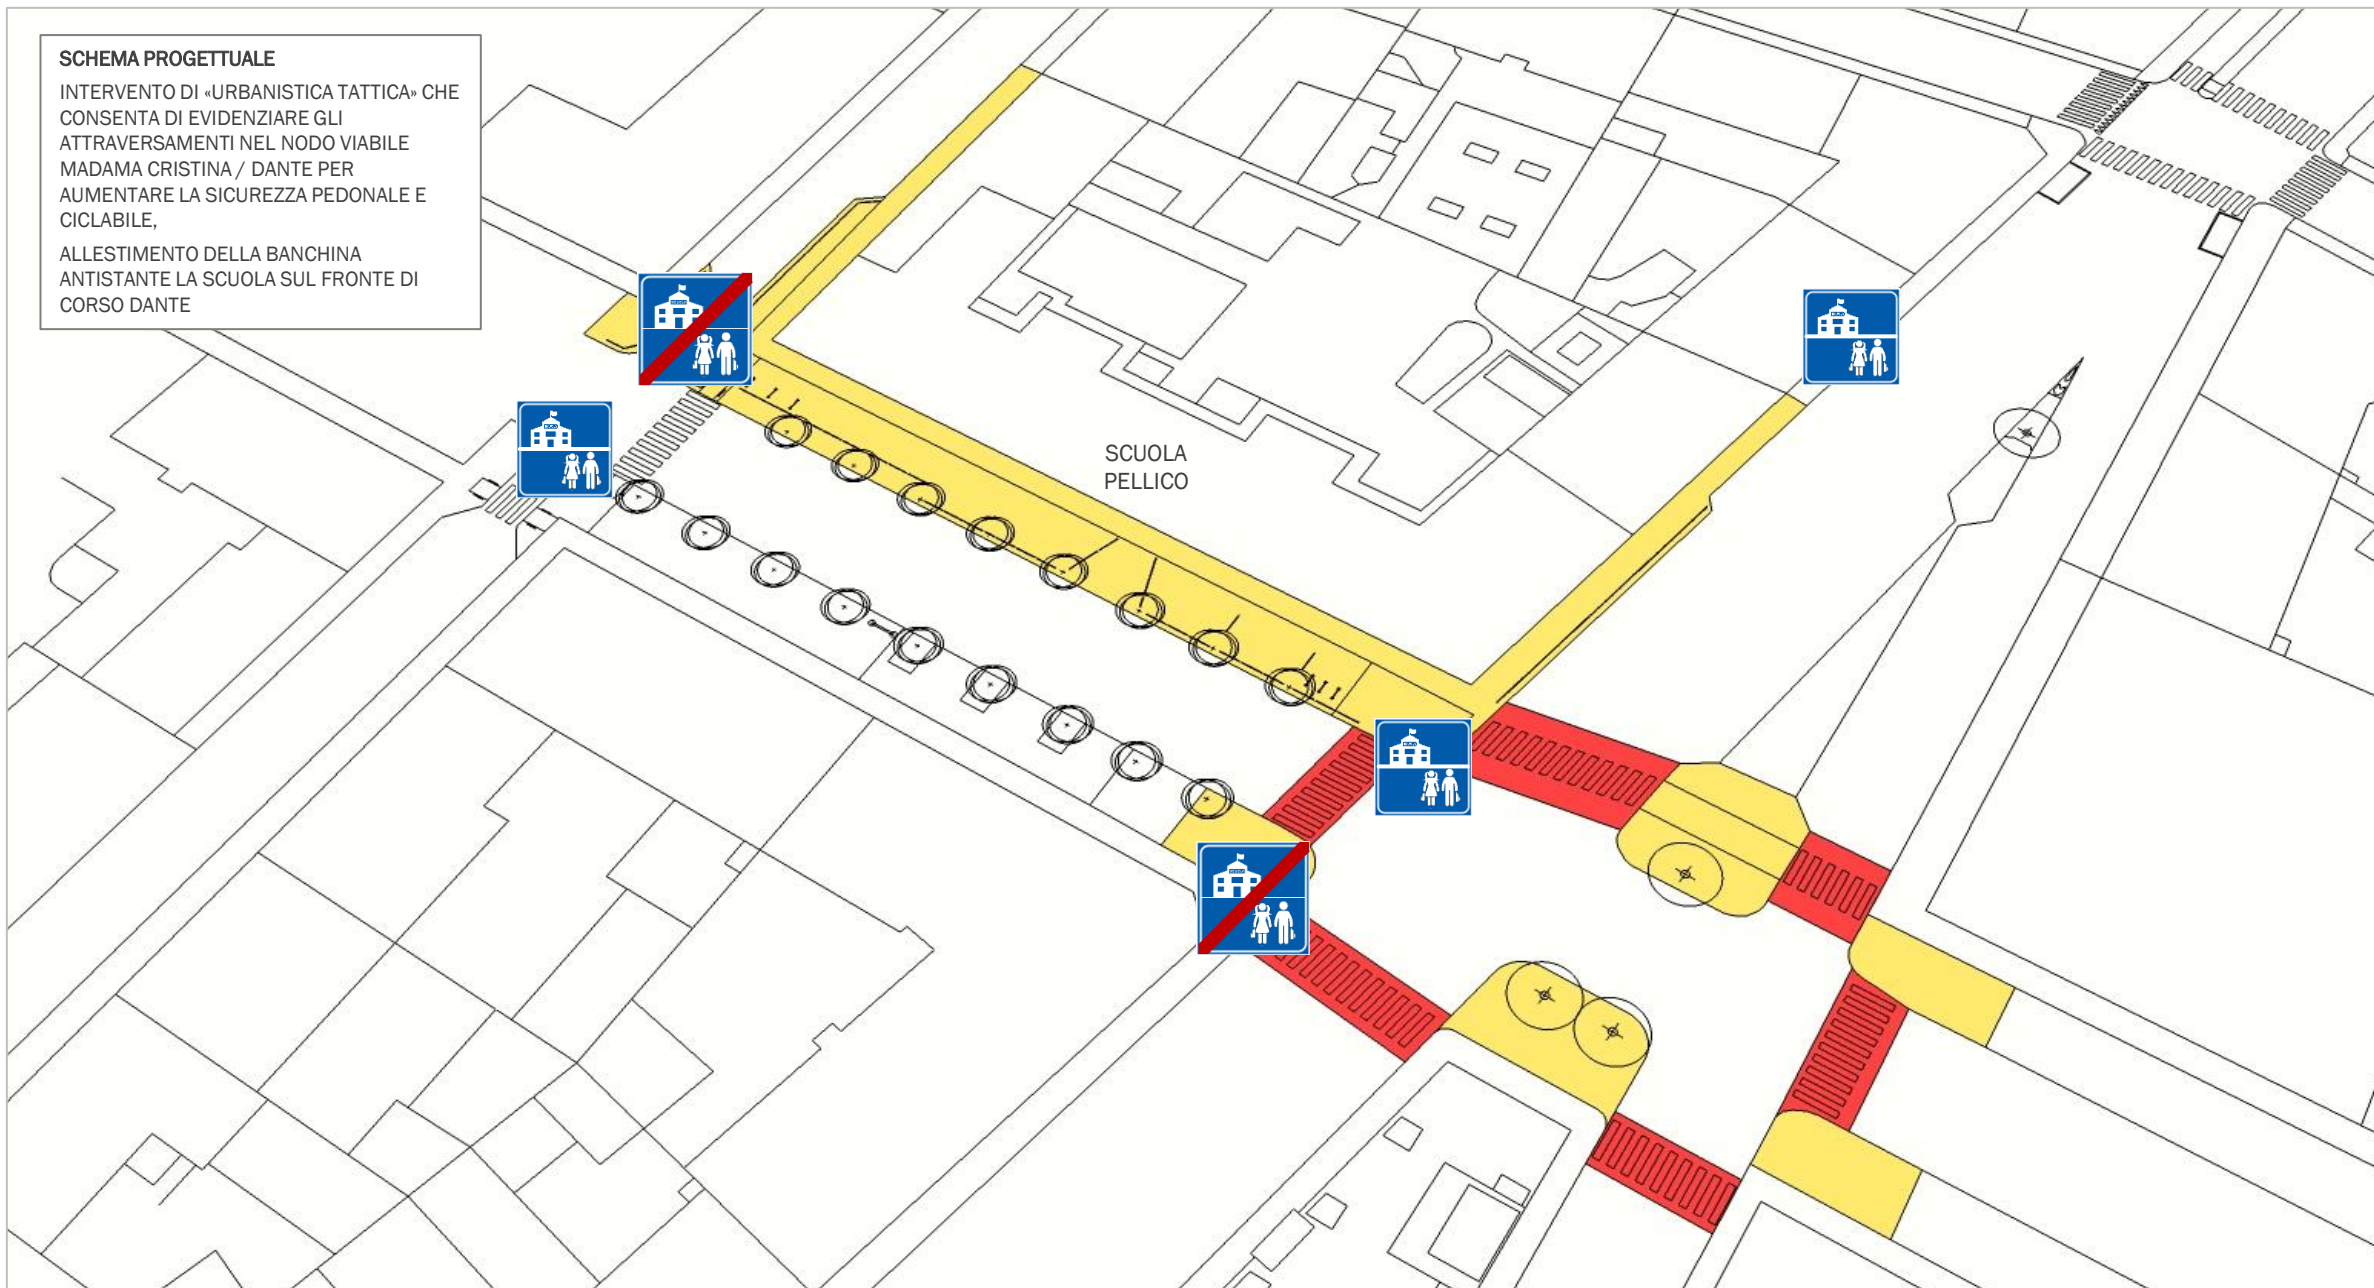 SCHEMA PROGETTUALE
INTERVENTO DI «URBANISTICA TATTICA» CHE
CONSENTA DI EVIDENZIARE GLI
ATTRAVERSAMENTI NEL NODO VIABILE
MADAMA CRISTINA / DANTE PER
AUMENTARE LA SICUREZZA PEDONALE E
CICLABILE,
ALLESTIMENTO DELLA BANCHINA
ANTISTANTE LA SCUOLA SUL FRONTE DI
CORSO DANTE
SCUOLA
PELLICO